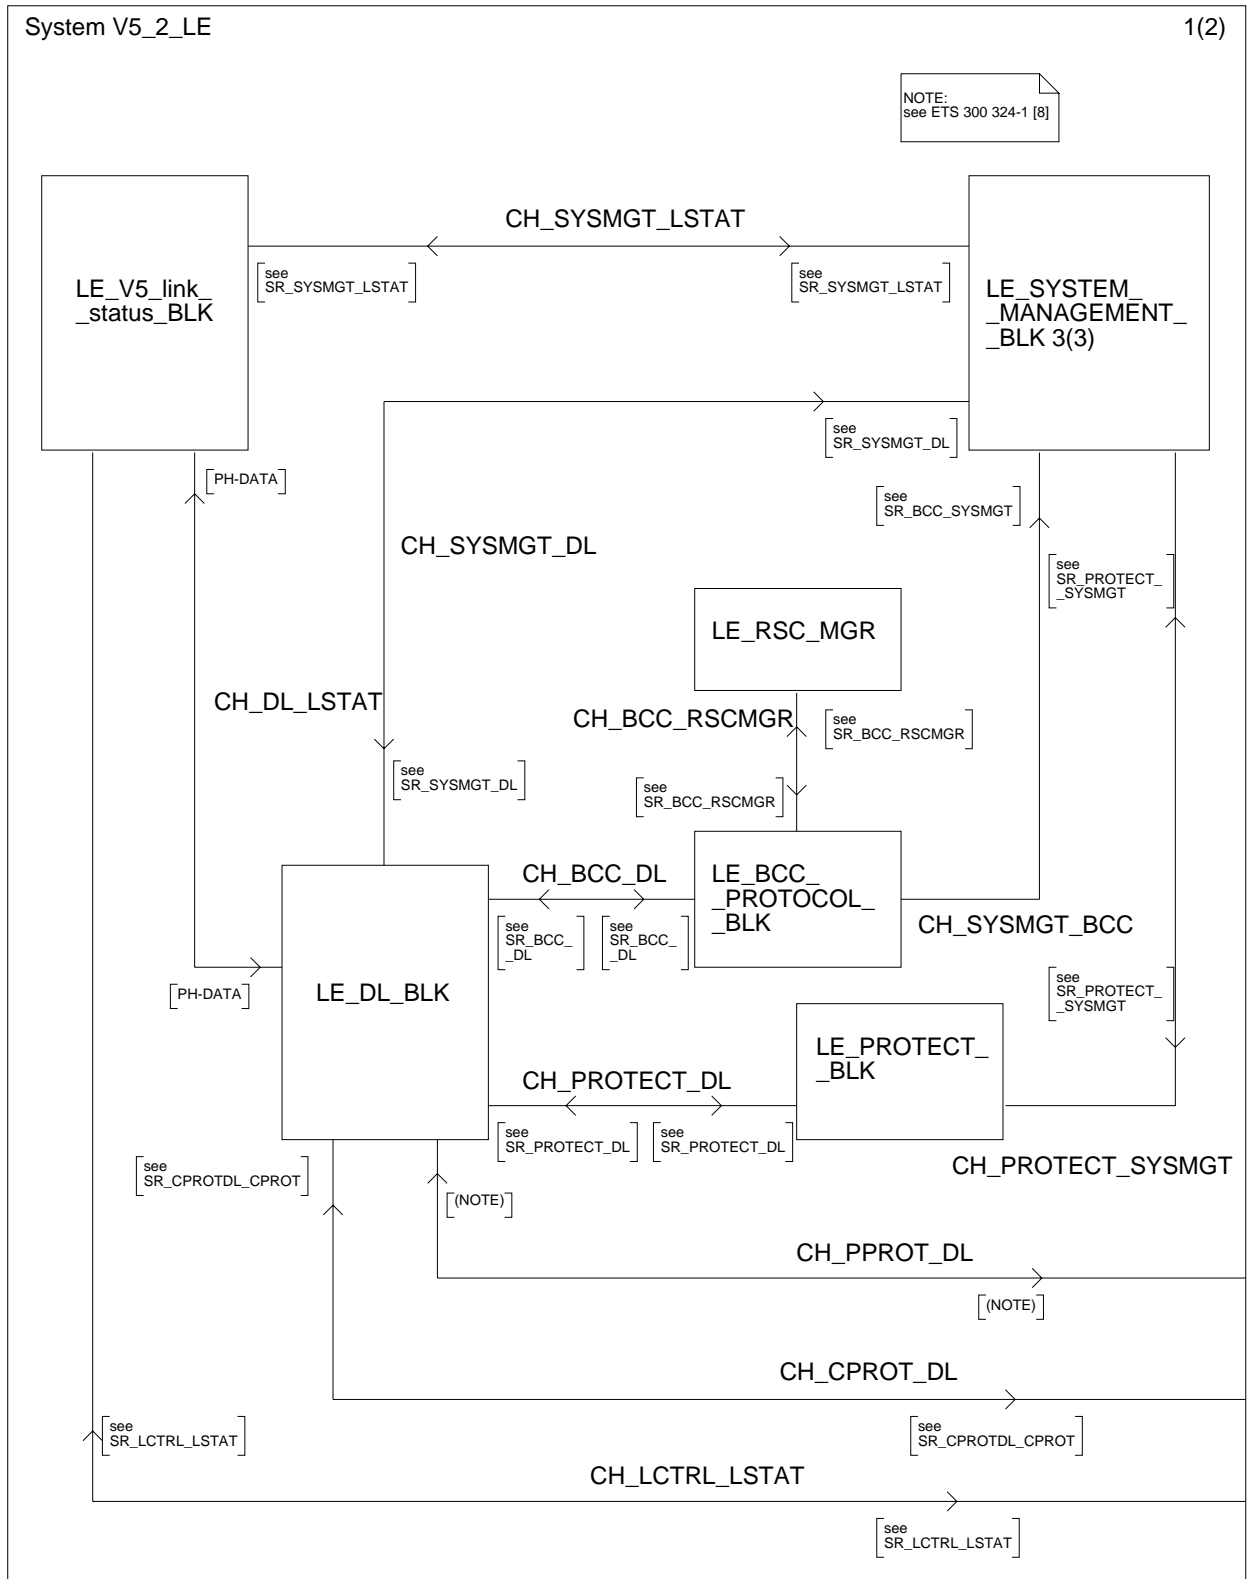 System V5_2_LE
1(2)
NOTE:
see ETS 300 324-1 [8]
CH_SYSMGT_LSTAT
see
SR_SYSMGT_LSTAT
see
SR_SYSMGT_LSTAT
LE_V5_link_
_status_BLK
LE_SYSTEM_
_MANAGEMENT_
_BLK 3(3)
see
SR_SYSMGT_DL
PH-DATA
see
SR_BCC_SYSMGT
CH_SYSMGT_DL
see
SR_PROTECT_
_SYSMGT
LE_RSC_MGR
CH_DL_LSTAT
CH_BCC_RSCMGR
see
SR_BCC_RSCMGR
see
SR_SYSMGT_DL
see
SR_BCC_RSCMGR
CH_BCC_DL
LE_BCC_
_PROTOCOL_
_BLK
CH_SYSMGT_BCC
see
SR_BCC_
_DL
see
SR_BCC_
_DL
PH-DATA
LE_DL_BLK
see
SR_PROTECT_
_SYSMGT
LE_PROTECT_
_BLK
CH_PROTECT_DL
see
SR_PROTECT_DL
see
SR_PROTECT_DL
see
SR_CPROTDL_CPROT
CH_PROTECT_SYSMGT
(NOTE)
CH_PPROT_DL
(NOTE)
CH_CPROT_DL
see
SR_LCTRL_LSTAT
see
SR_CPROTDL_CPROT
CH_LCTRL_LSTAT
see
SR_LCTRL_LSTAT